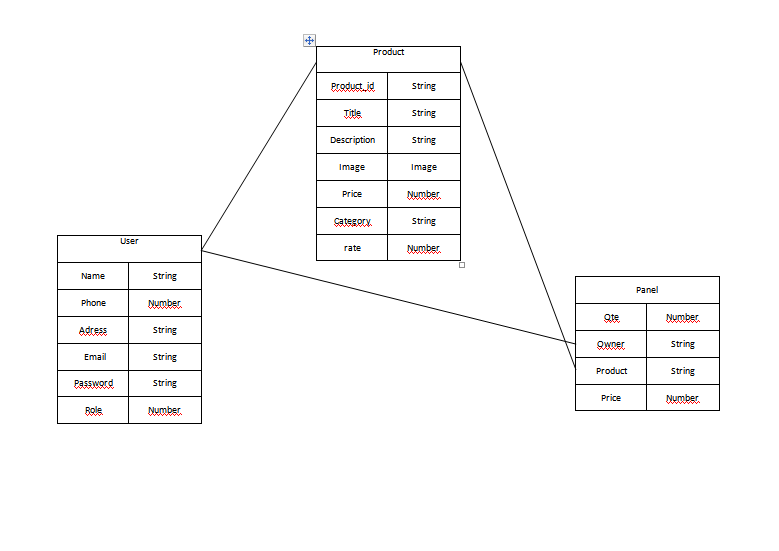 Product
Product_id String
Title String
Description String
Image Image
Price Number
Category String
rate Number
User
Name String
Phone Number
Adress String
Email String
Password String
Role Number
Panel
Qte Number
Owner String
Product String
Price Number